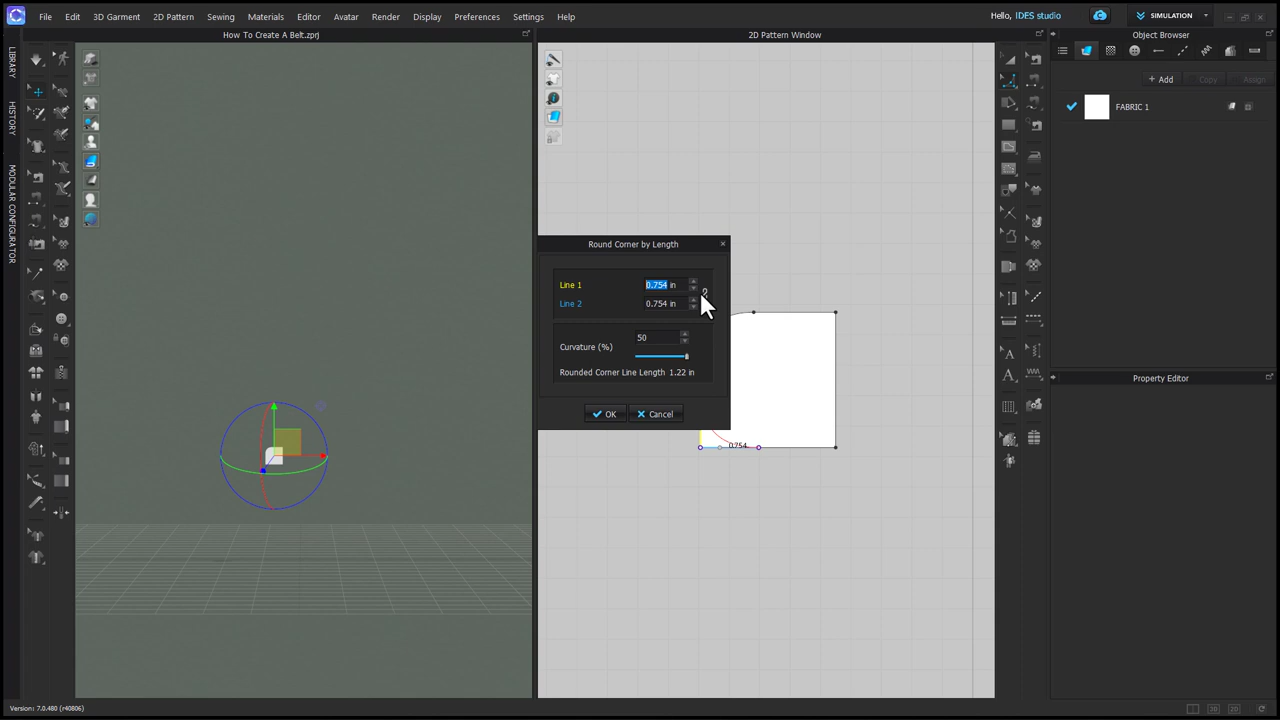 File Edit 3D Garment 2D Pattern Sewing Materials Editor Avatar Render Display Preferences Settings Help
Hello, IDES studio
SIMULATION
How To Create A Belt.zprj
2D Pattern Window
Object Browser
LIBRARY
HISTORY
MODULAR CONFIGURATOR
+ Add Copy Assign
FABRIC 1
Round Corner by Length
Line 1 0.754 in
Line 2 0.754 in
Curvature (%) 50
Rounded Corner Line Length 1.22 in
OK Cancel
0.754
Property Editor
Version: 7.0.480 (r40806)
3D 2D